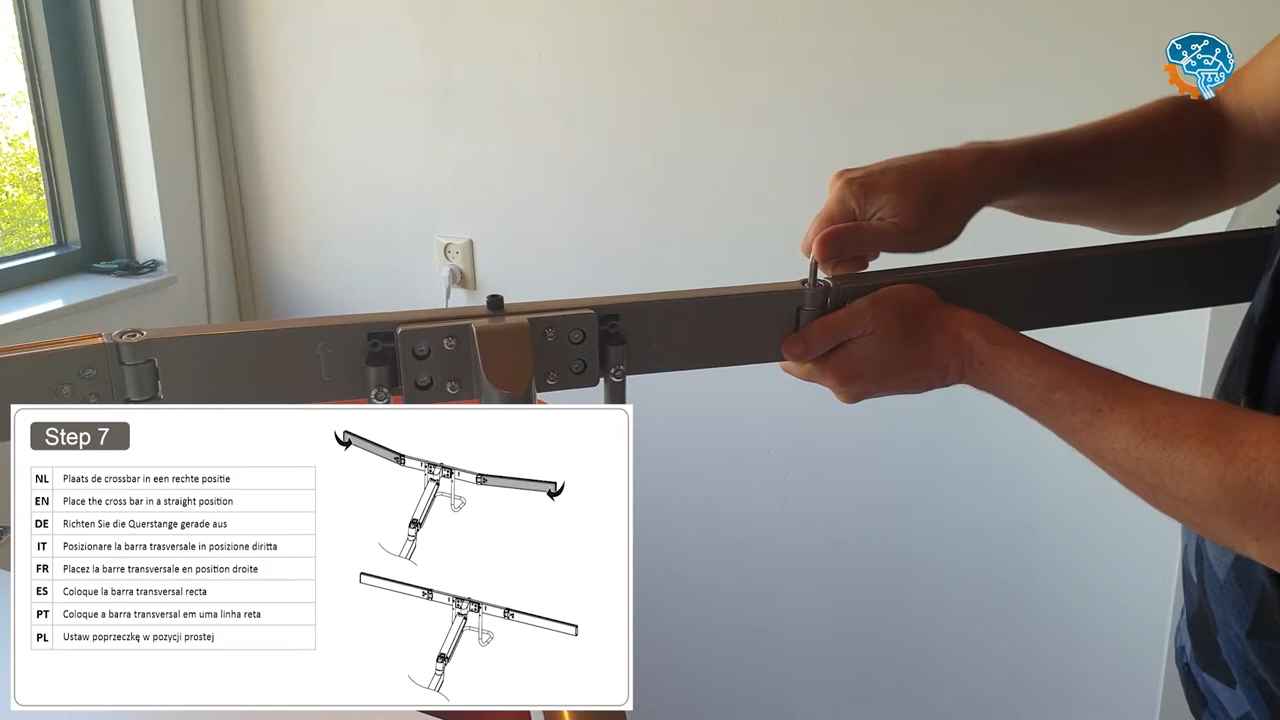 Step 7
NL Plaats de crossbar in een rechte positie
EN Place the cross bar in a straight position
DE Richten Sie die Querstange gerade aus
IT Posizionare la barra trasversale in posizione diritta
FR Placez la barre transversale en position droite
ES Coloque la barra transversal recta
PT Coloque a barra transversal em uma linha reta
PL Ustaw poprzeczkę w pozycji prostej